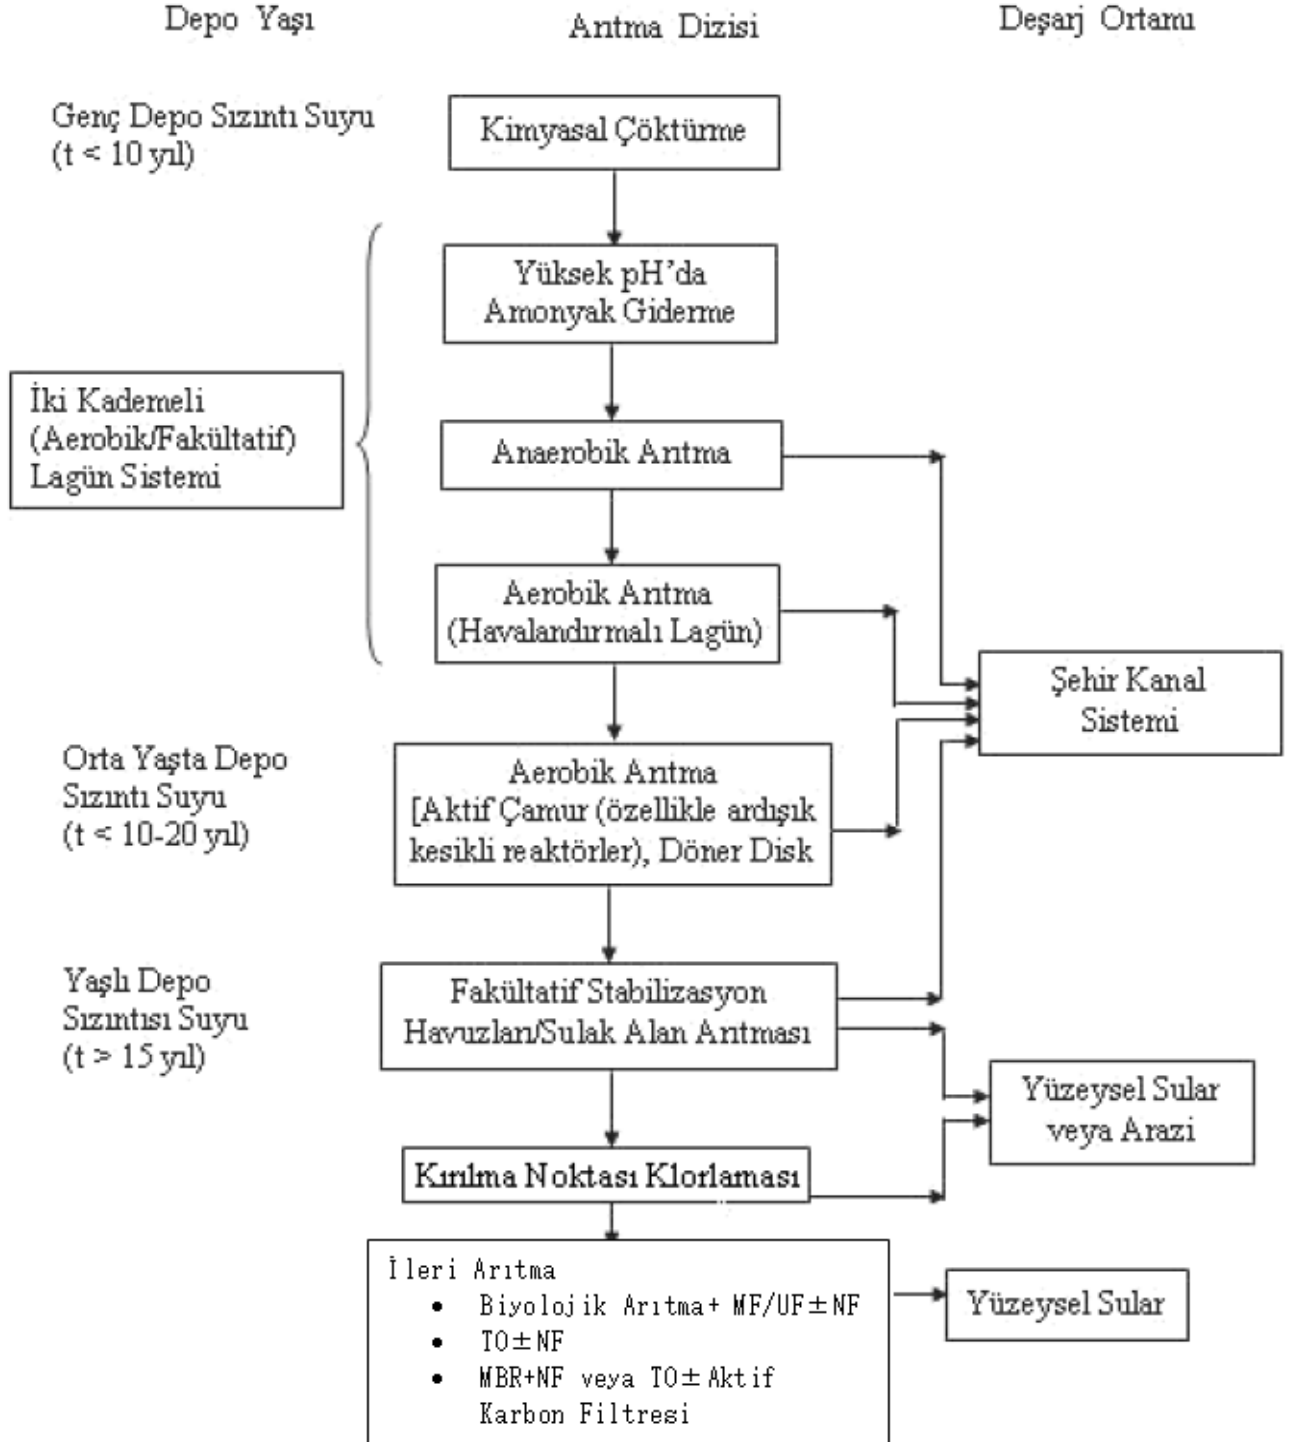 Depo Yaşı
Arıtma Dizisi
Deşarj Ortamı
Genç Depo Sızıntı Suyu
(t < 10 yıl)
Kimyasal Çöktürme
Yüksek pH'da
Amonyak Giderme
İki Kademeli
(Aerobik/Fakültatif)
Lagün Sistemi
Anaerobik Arıtma
Aerobik Arıtma
(Havalandırmalı Lagün)
Şehir Kanal
Sistemi
Orta Yaşta Depo
Sızıntı Suyu
(t < 10-20 yıl)
Aerobik Arıtma
[Aktif Çamur (özellikle ardışık
kesikli reaktörler), Döner Disk
Yaşlı Depo
Sızıntısı Suyu
(t > 15 yıl)
Fakültatif Stabilizasyon
Havuzları/Sulak Alan Arıtması
Yüzeysel Sular
veya Arazi
Kırılma Noktası Klorlaması
İleri Arıtma
• Biyolojik Arıtma+ MF/UF±NF
• TO±NF
• MBR+NF veya TO±Aktif
Karbon Filtresi
Yüzeysel Sular